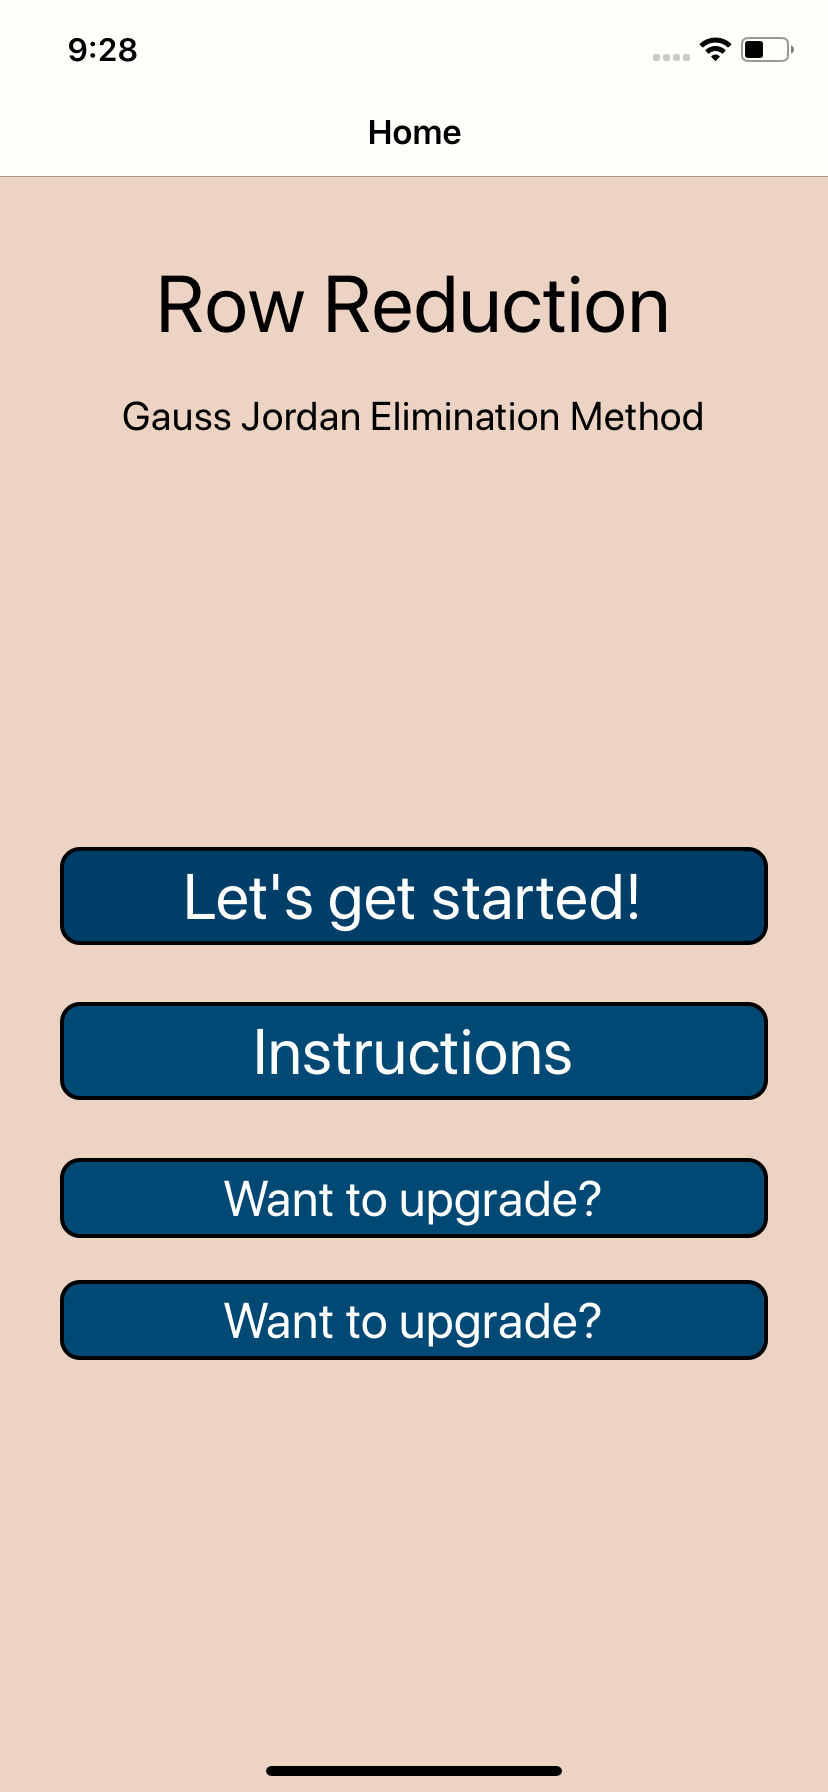 9:28
Home
Row Reduction
Gauss Jordan Elimination Method
Let's get started!
Instructions
Want to upgrade?
Want to upgrade?